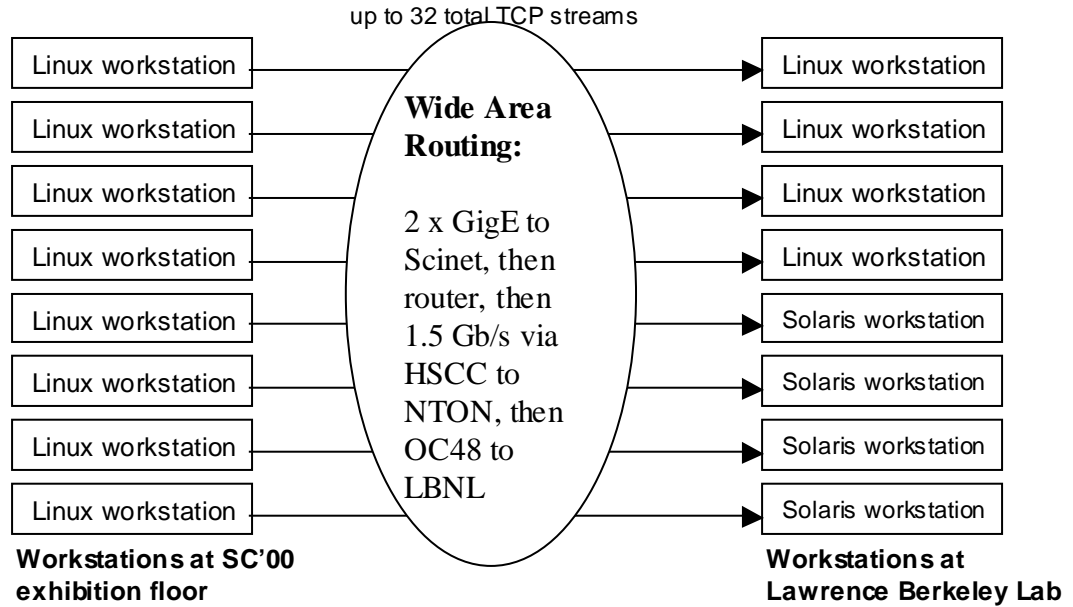 up to 32 total TCP streams
Linux workstation
Linux workstation
Linux workstation
Linux workstation
Linux workstation
Linux workstation
Linux workstation
Linux workstation
Workstations at SC'00
exhibition floor
Wide Area
Routing:
2 x GigE to
Scinet, then
router, then
1.5 Gb/s via
HSCC to
NTON, then
OC48 to
LBNL
Linux workstation
Linux workstation
Linux workstation
Linux workstation
Solaris workstation
Solaris workstation
Solaris workstation
Solaris workstation
Workstations at
Lawrence Berkeley Lab